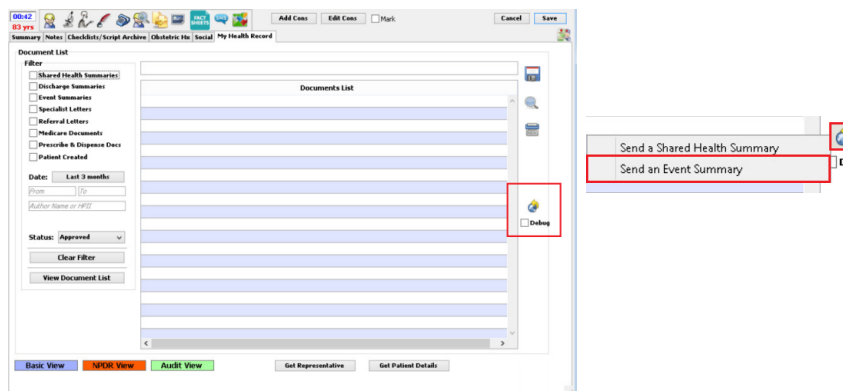 00:42
03 yrs
FACT
SHEETS
Add Cons Edit Cons Mark Cancel Save
Summary Notes Checklists/Script Archive Obstetric Hx Social My Health Record
Document List
Filter
Shared Health Summaries
Discharge Summaries
Event Summaries
Specialist Letters
Referral Letters
Medicare Documents
Prescribe & Dispense Docs
Patient Created
Date: Last 3 months
From To
Author Name or HPII
Status: Approved
Clear Filter
View Document List
Documents List
Debug
Basic View NPDR View Audit View Get Representative Get Patient Details
Send a Shared Health Summary
Send an Event Summary
D